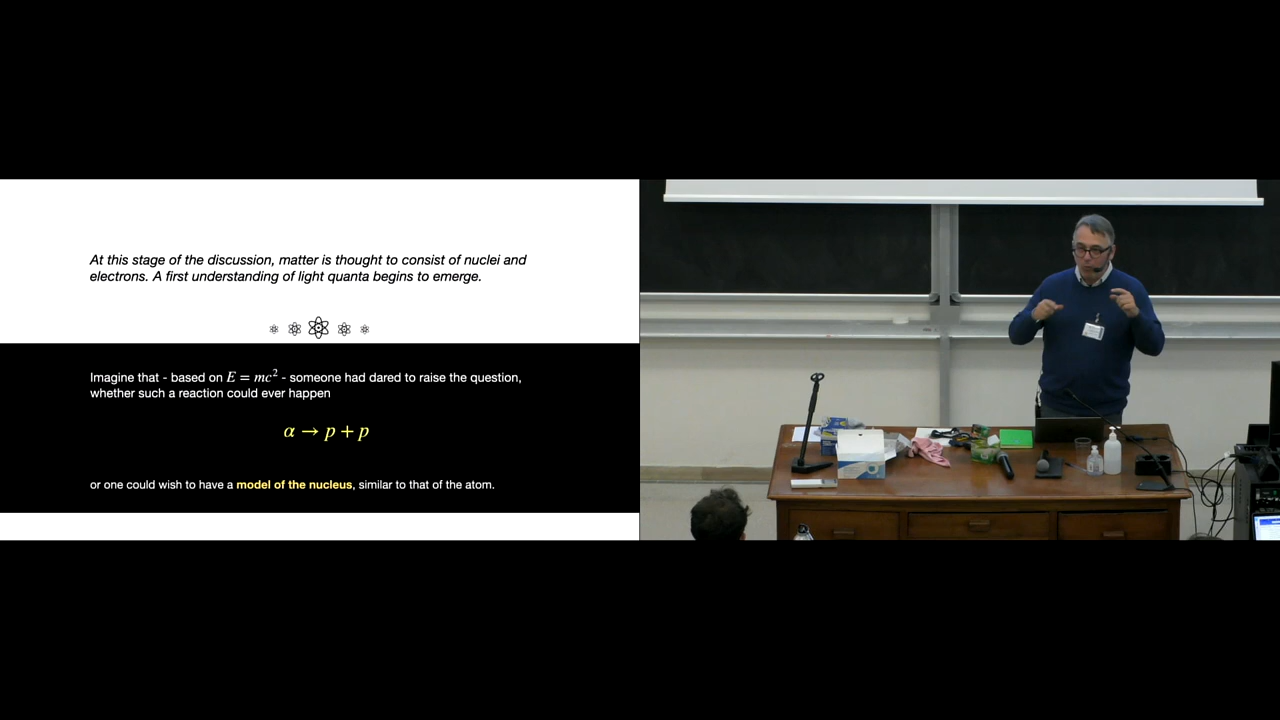 At this stage of the discussion, matter is thought to consist of nuclei and
electrons. A first understanding of light quanta begins to emerge.
Imagine that - based on E = mc² - someone had dared to raise the question,
whether such a reaction could ever happen
α → p + p
or one could wish to have a model of the nucleus, similar to that of the atom.